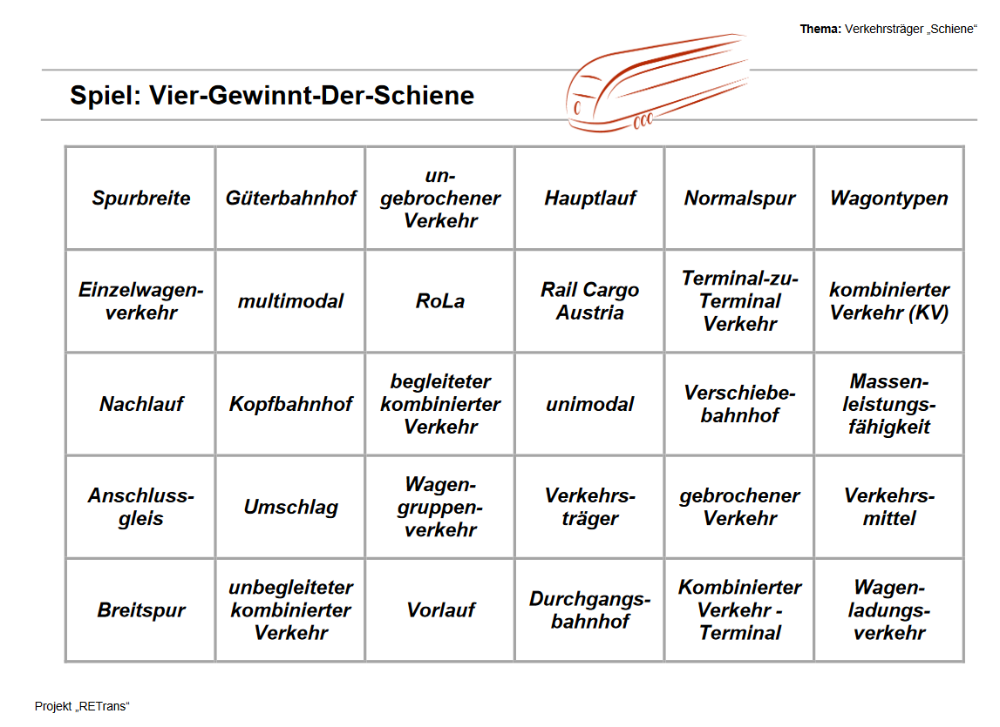 Thema: Verkehrsträger „Schiene“
Spiel: Vier-Gewinnt-Der-Schiene
Spurbreite
Güterbahnhof
un-
gebrochener
Verkehr
Hauptlauf
Normalspur
Wagontypen
Einzelwagen-
verkehr
multimodal
RoLa
Rail Cargo
Austria
Terminal-zu-
Terminal
Verkehr
kombinierter
Verkehr (KV)
Nachlauf
Kopfbahnhof
begleiteter
kombinierter
Verkehr
unimodal
Verschiebe-
bahnhof
Massen-
leistungs-
fähigkeit
Anschluss-
gleis
Umschlag
Wagen-
gruppen-
verkehr
Verkehrs-
träger
gebrochener
Verkehr
Verkehrs-
mittel
Breitspur
unbegleiteter
kombinierter
Verkehr
Vorlauf
Durchgangs-
bahnhof
Kombinierter
Verkehr -
Terminal
Wagen-
ladungs-
verkehr
Projekt „RETrans“